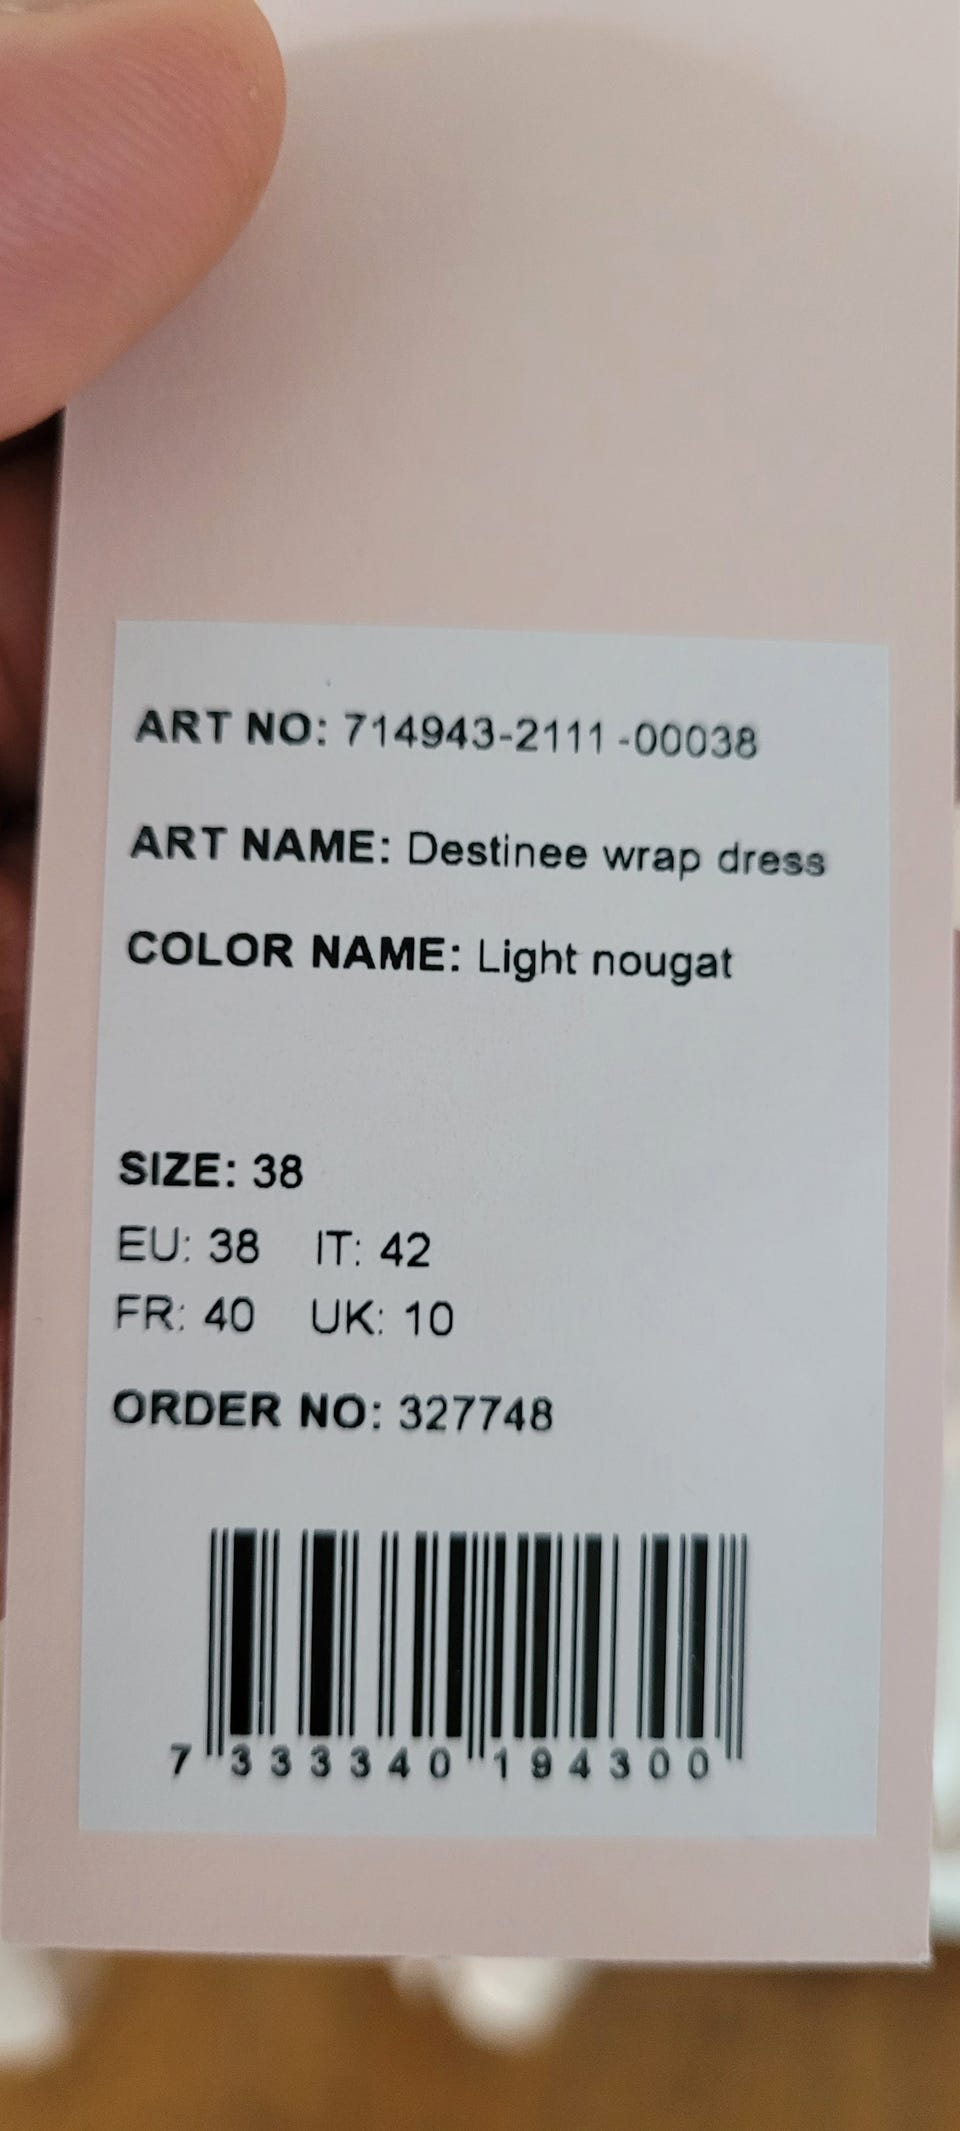 ART NO: 714943-2111 -00038
ART NAME: Destinee wrap dress
COLOR NAME: Light nougat
SIZE: 38
EU: 38 IT: 42
FR: 40 UK: 10
ORDER NO: 327748
7 333340 194300